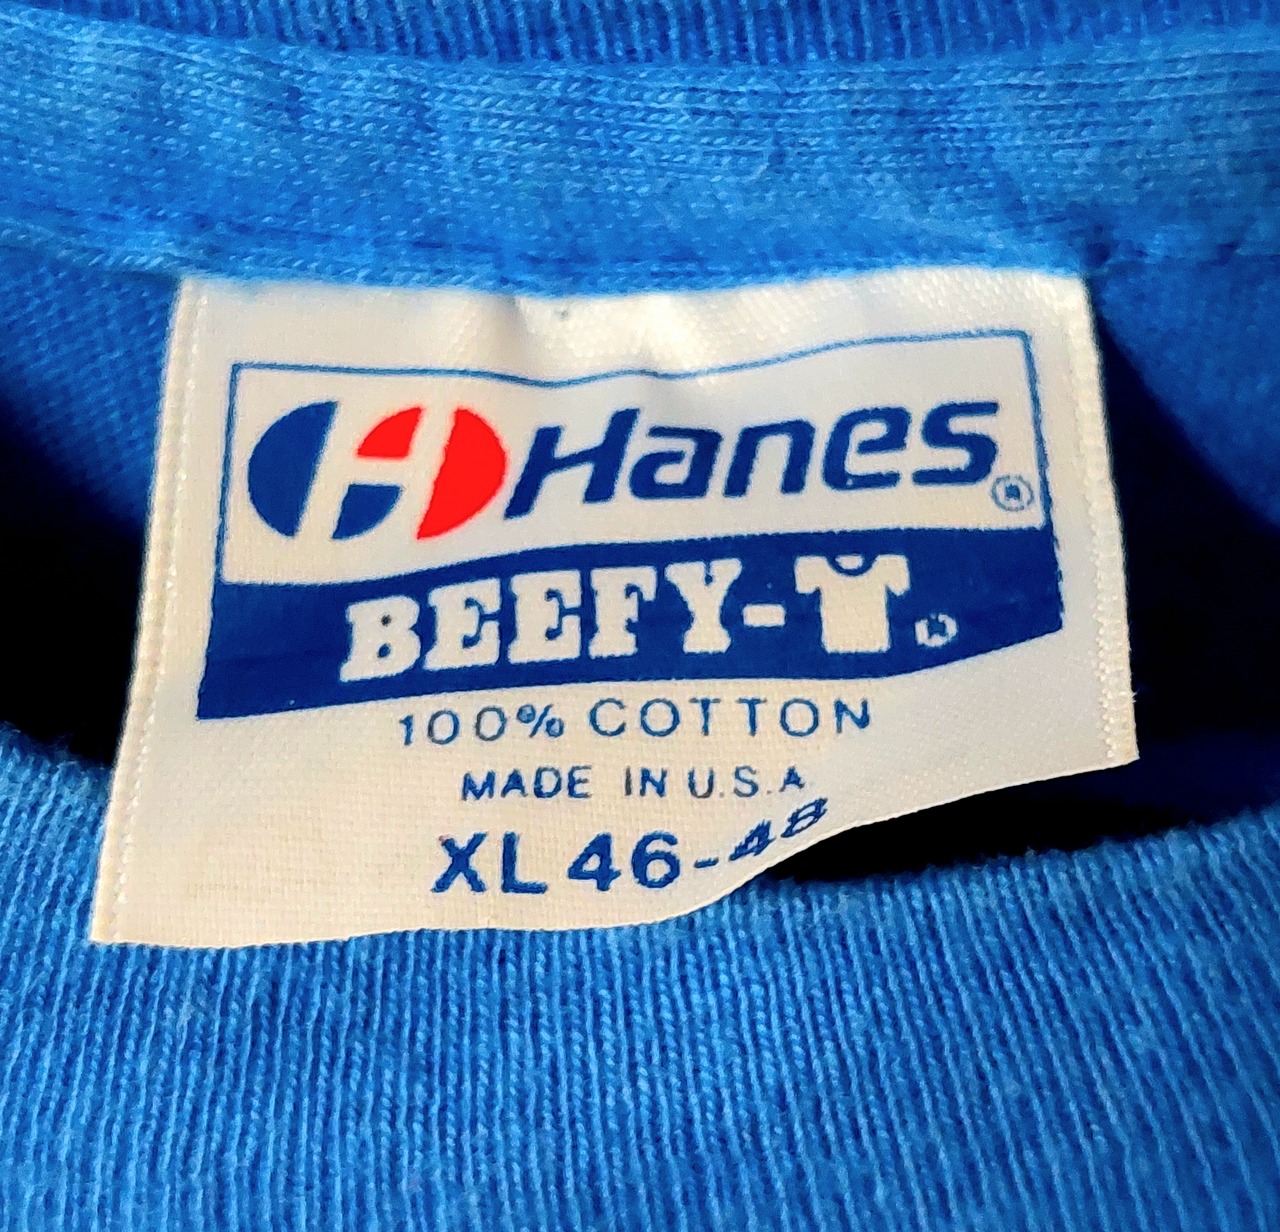 Hanes®
BEEFY-T®
100% COTTON
MADE IN U.S.A
XL 46-48